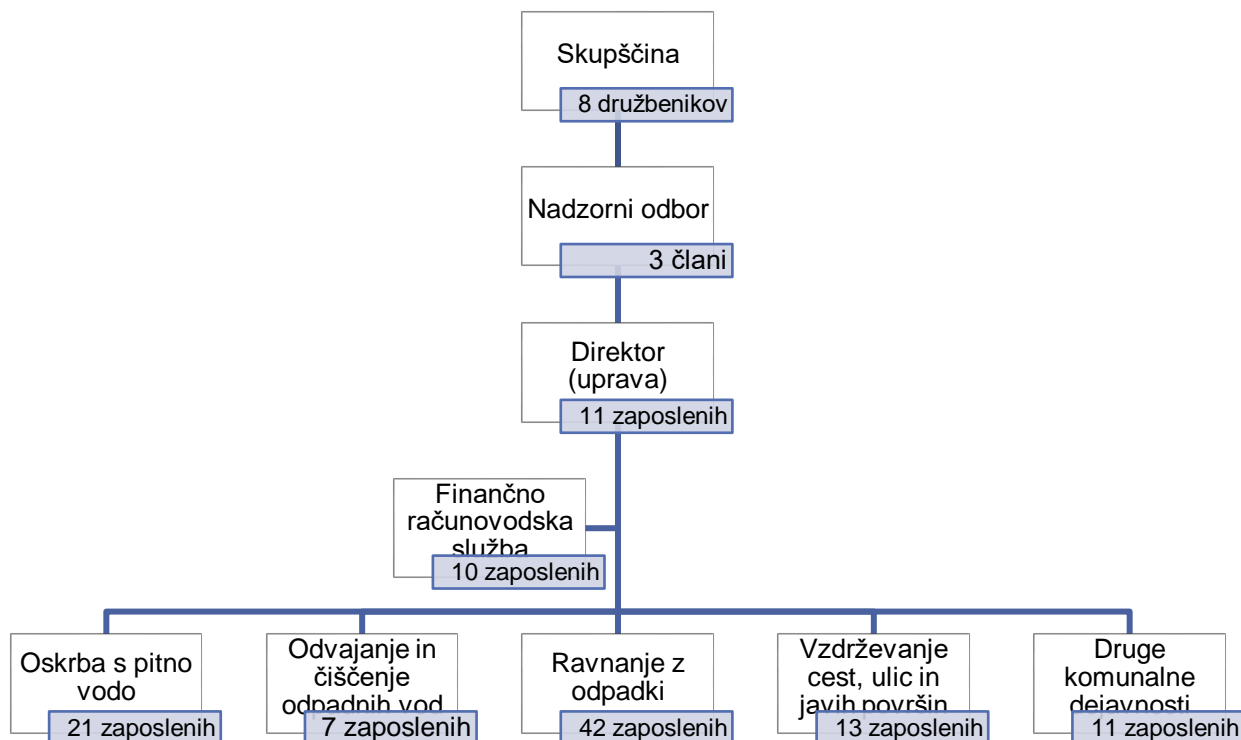 Skupščina
8 družbenikov
Nadzorni odbor
3 člani
Direktor
(uprava)
11 zaposlenih
Finančno
računovodska
služba
10 zaposlenih
Oskrba s pitno
vodo
21 zaposlenih
Odvajanje in
čiščenje
odpadnih vod
7 zaposlenih
Ravnanje z
odpadki
42 zaposlenih
Vzdrževanje
cest, ulic in
javih površin
13 zaposlenih
Druge
komunalne
dejavnosti
11 zaposlenih